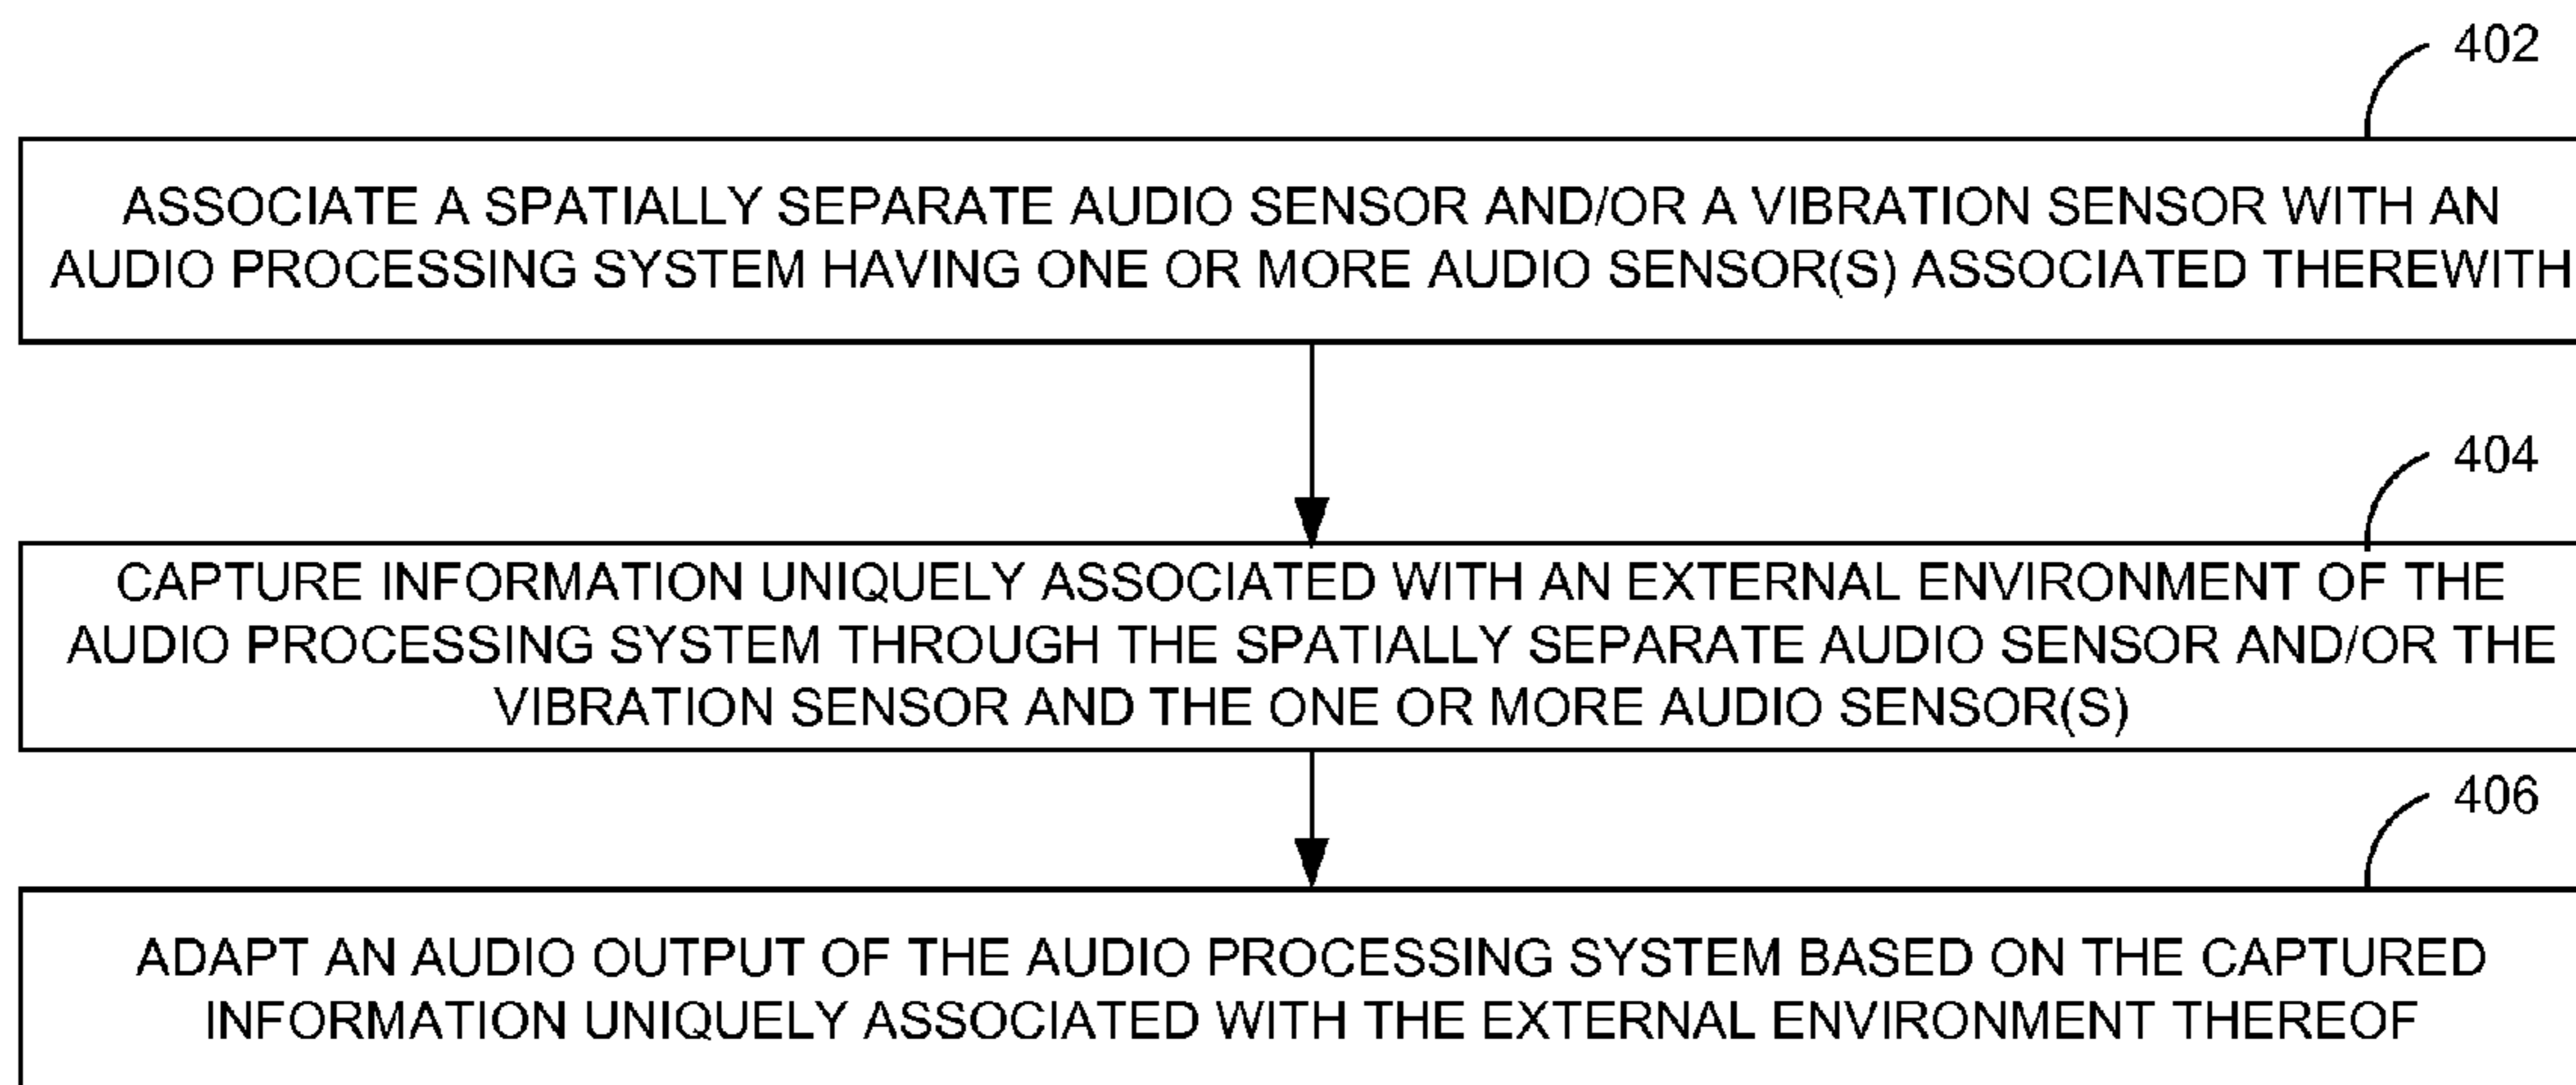 402
ASSOCIATE A SPATIALLY SEPARATE AUDIO SENSOR AND/OR A VIBRATION SENSOR WITH AN
AUDIO PROCESSING SYSTEM HAVING ONE OR MORE AUDIO SENSOR(S) ASSOCIATED THEREWITH
404
CAPTURE INFORMATION UNIQUELY ASSOCIATED WITH AN EXTERNAL ENVIRONMENT OF THE
AUDIO PROCESSING SYSTEM THROUGH THE SPATIALLY SEPARATE AUDIO SENSOR AND/OR THE
VIBRATION SENSOR AND THE ONE OR MORE AUDIO SENSOR(S)
406
ADAPT AN AUDIO OUTPUT OF THE AUDIO PROCESSING SYSTEM BASED ON THE CAPTURED
INFORMATION UNIQUELY ASSOCIATED WITH THE EXTERNAL ENVIRONMENT THEREOF